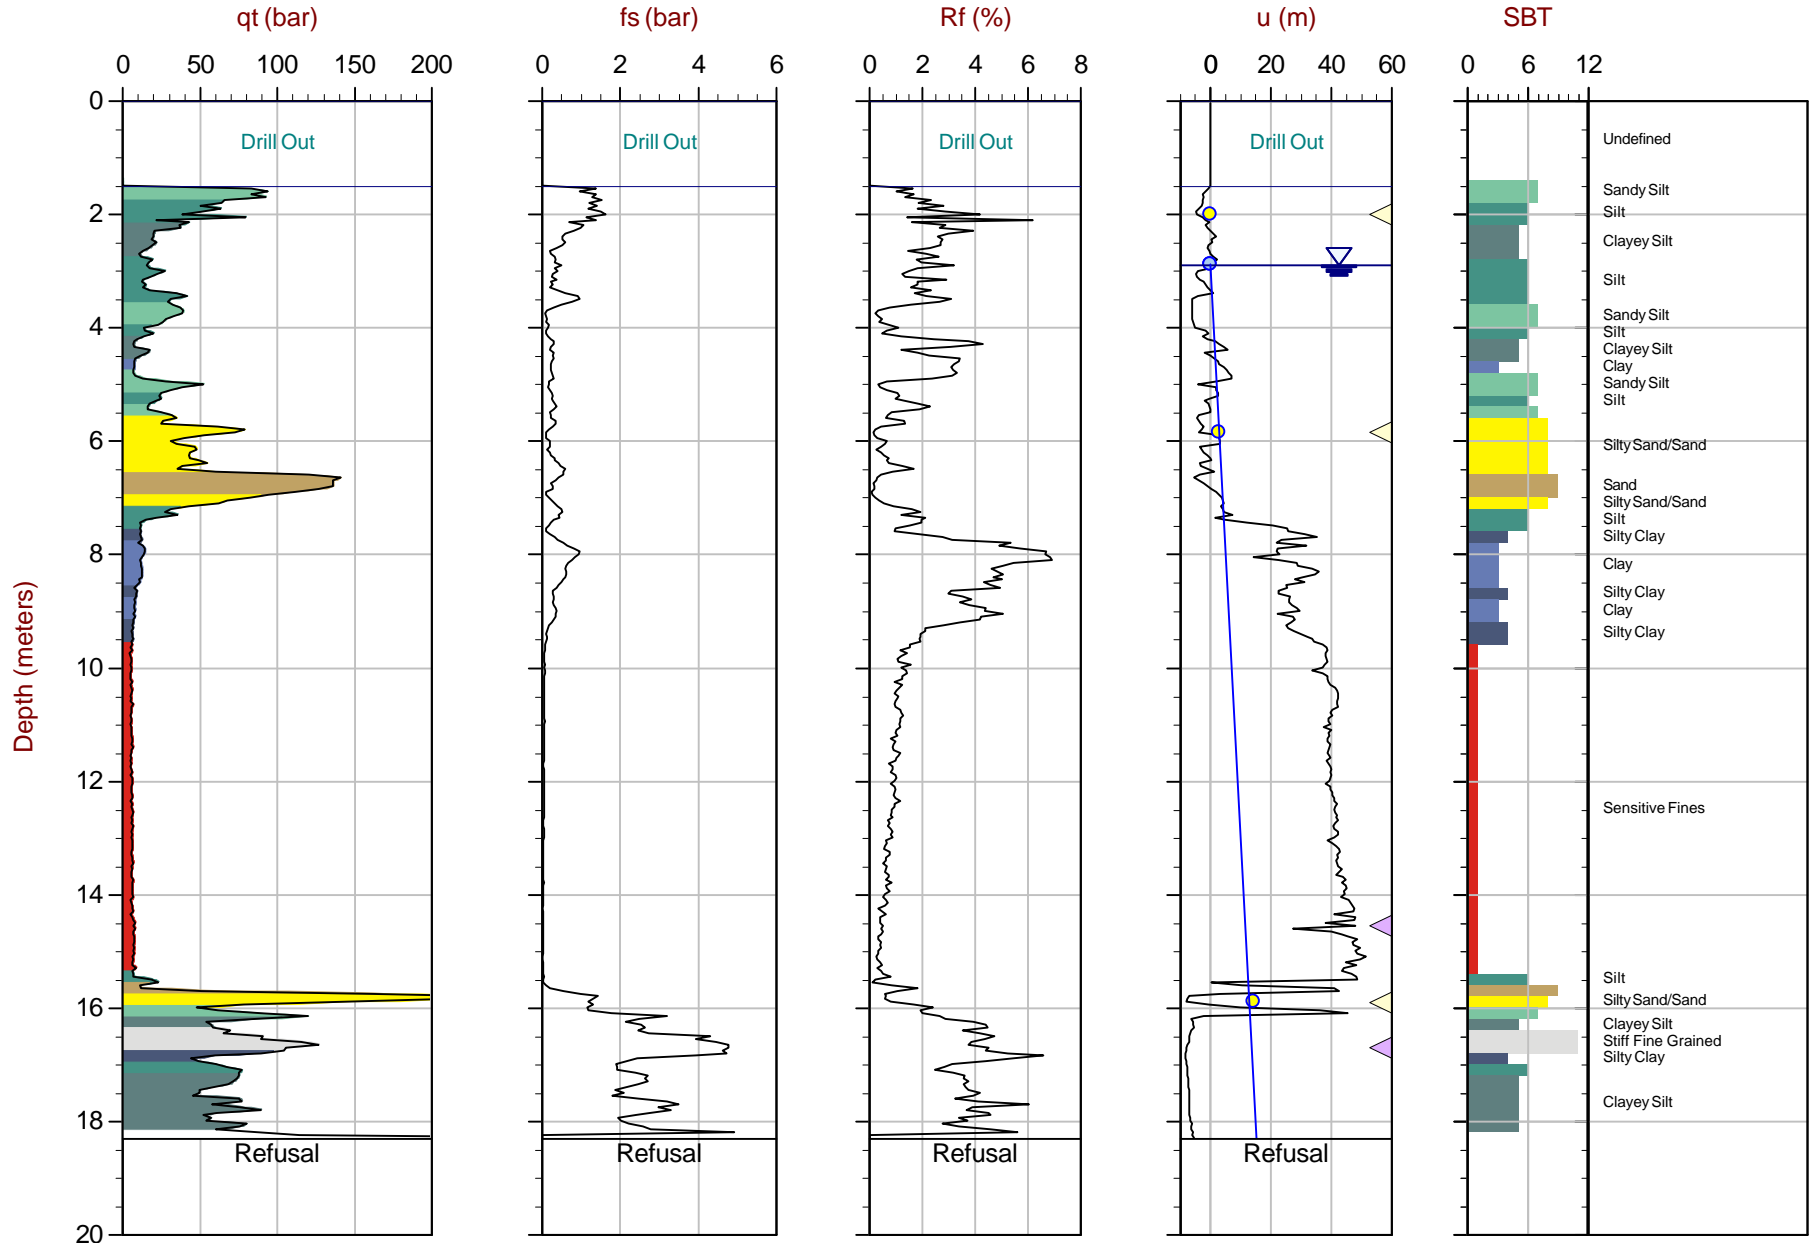 qt (bar) fs (bar) Rf (%) u (m) SBT
0 50 100 150 200 0 2 4 6 0 2 4 6 8 0 0 20 40 60 0 6 12
0
Drill Out Drill Out Drill Out Drill Out Undefined
Sandy Silt
2 Silt
Clayey Silt
Silt
Sandy Silt
4 Silt
Clayey Silt
Clay
Sandy Silt
Silt
6 Silty Sand/Sand
Sand
Silty Sand/Sand
Silt
Silty Clay
8
Clay
Silty Clay
Clay
Silty Clay
10
Depth (meters)
12
Sensitive Fines
14
Silt
16 Silty Sand/Sand
Clayey Silt
Stiff Fine Grained
Silty Clay
Clayey Silt
18
Refusal Refusal Refusal Refusal
20